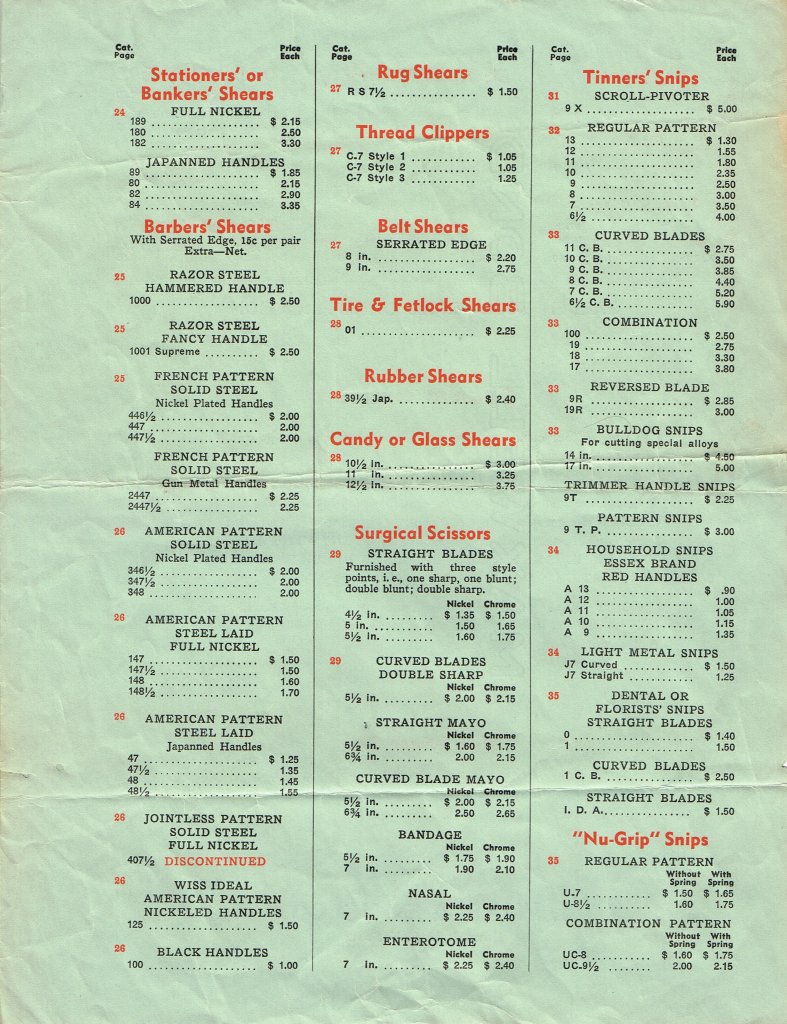 Cat. Page Price Each
Stationers' or
Bankers' Shears
24 FULL NICKEL
189 .................... $ 2.15
180 .................... 2.50
182 .................... 3.30
JAPANNED HANDLES
89 .................... $ 1.85
80 .................... 2.15
82 .................... 2.90
84 .................... 3.35
Barbers' Shears
With Serrated Edge, 15c per pair
Extra—Net.
25 RAZOR STEEL
HAMMERED HANDLE
1000 .................... $ 2.50
25 RAZOR STEEL
FANCY HANDLE
1001 Supreme .......... $ 2.50
25 FRENCH PATTERN
SOLID STEEL
Nickel Plated Handles
446½ .................... $ 2.00
447 .................... 2.00
447½ .................... 2.00
FRENCH PATTERN
SOLID STEEL
Gun Metal Handles
2447 .................... $ 2.25
2447½ .................... 2.25
26 AMERICAN PATTERN
SOLID STEEL
Nickel Plated Handles
346½ .................... $ 2.00
347½ .................... 2.00
348 .................... 2.00
26 AMERICAN PATTERN
STEEL LAID
FULL NICKEL
147 .................... $ 1.50
147½ .................... 1.50
148 .................... 1.60
148½ .................... 1.70
26 AMERICAN PATTERN
STEEL LAID
Japanned Handles
47 .................... $ 1.25
47½ .................... 1.35
48 .................... 1.45
48½ .................... 1.55
26 JOINTLESS PATTERN
SOLID STEEL
FULL NICKEL
407½ DISCONTINUED
26 WISS IDEAL
AMERICAN PATTERN
NICKELED HANDLES
125 .................... $ 1.50
26 BLACK HANDLES
100 .................... $ 1.00
Cat. Page Price Each
Rug Shears
27 R S 7½ ................ $ 1.50
Thread Clippers
27 C-7 Style 1 ............ $ 1.05
C-7 Style 2 ............ 1.05
C-7 Style 3 ............ 1.25
Belt Shears
27 SERRATED EDGE
8 in. .................... $ 2.20
9 in. .................... 2.75
Tire & Fetlock Shears
28 01 .................... $ 2.25
Rubber Shears
28 39½ Jap. .............. $ 2.40
Candy or Glass Shears
28 10½ in. ................ $ 3.00
11 in. ................ 3.25
12½ in. ................ 3.75
Surgical Scissors
29 STRAIGHT BLADES
Furnished with three style
points, i. e., one sharp, one blunt;
double blunt; double sharp.
Nickel Chrome
4½ in. ......... $ 1.35 $ 1.50
5 in. ......... 1.50 1.65
5½ in. ......... 1.60 1.75
29 CURVED BLADES
DOUBLE SHARP
Nickel Chrome
5½ in. ......... $ 2.00 $ 2.15
STRAIGHT MAYO
Nickel Chrome
5½ in. ......... $ 1.60 $ 1.75
6¾ in. ......... 2.00 2.15
CURVED BLADE MAYO
Nickel Chrome
5½ in. ......... $ 2.00 $ 2.15
6¾ in. ......... 2.50 2.65
BANDAGE
Nickel Chrome
5½ in. ......... $ 1.75 $ 1.90
7 in. ......... 1.90 2.10
NASAL
Nickel Chrome
7 in. ......... $ 2.25 $ 2.40
ENTEROTOME
Nickel Chrome
7 in. ......... $ 2.25 $ 2.40
Cat. Page Price Each
Tinners' Snips
31 SCROLL-PIVOTER
9 X .................... $ 5.00
32 REGULAR PATTERN
13 .................... $ 1.30
12 .................... 1.55
11 .................... 1.80
10 .................... 2.35
9 .................... 2.50
8 .................... 3.00
7 .................... 3.50
6½ .................... 4.00
33 CURVED BLADES
11 C. B. ................ $ 2.75
10 C. B. ................ 3.50
9 C. B. ................ 3.85
8 C. B. ................ 4.40
7 C. B. ................ 5.20
6½ C. B. ................ 5.90
33 COMBINATION
100 .................... $ 2.50
19 .................... 2.75
18 .................... 3.30
17 .................... 3.80
33 REVERSED BLADE
9R .................... $ 2.85
19R .................... 3.00
33 BULLDOG SNIPS
For cutting special alloys
14 in. .................... $ 4.50
17 in. .................... 5.00
TRIMMER HANDLE SNIPS
9T .................... $ 2.25
PATTERN SNIPS
9 T. P. .................. $ 3.00
34 HOUSEHOLD SNIPS
ESSEX BRAND
RED HANDLES
A 13 .................... $ .90
A 12 .................... 1.00
A 11 .................... 1.05
A 10 .................... 1.15
A 9 .................... 1.35
34 LIGHT METAL SNIPS
J7 Curved .............. $ 1.50
J7 Straight ............ 1.25
35 DENTAL OR
FLORISTS' SNIPS
STRAIGHT BLADES
0 .................... $ 1.40
1 .................... 1.50
CURVED BLADES
1 C. B. .................. $ 2.50
STRAIGHT BLADES
I. D. A. ................ $ 1.50
"Nu-Grip" Snips
35 REGULAR PATTERN
Without Spring With Spring
U-7 ............ $ 1.50 $ 1.65
U-8½ .......... 1.60 1.75
COMBINATION PATTERN
Without Spring With Spring
UC-8 ........... $ 1.60 $ 1.75
UC-9½ ........ 2.00 2.15